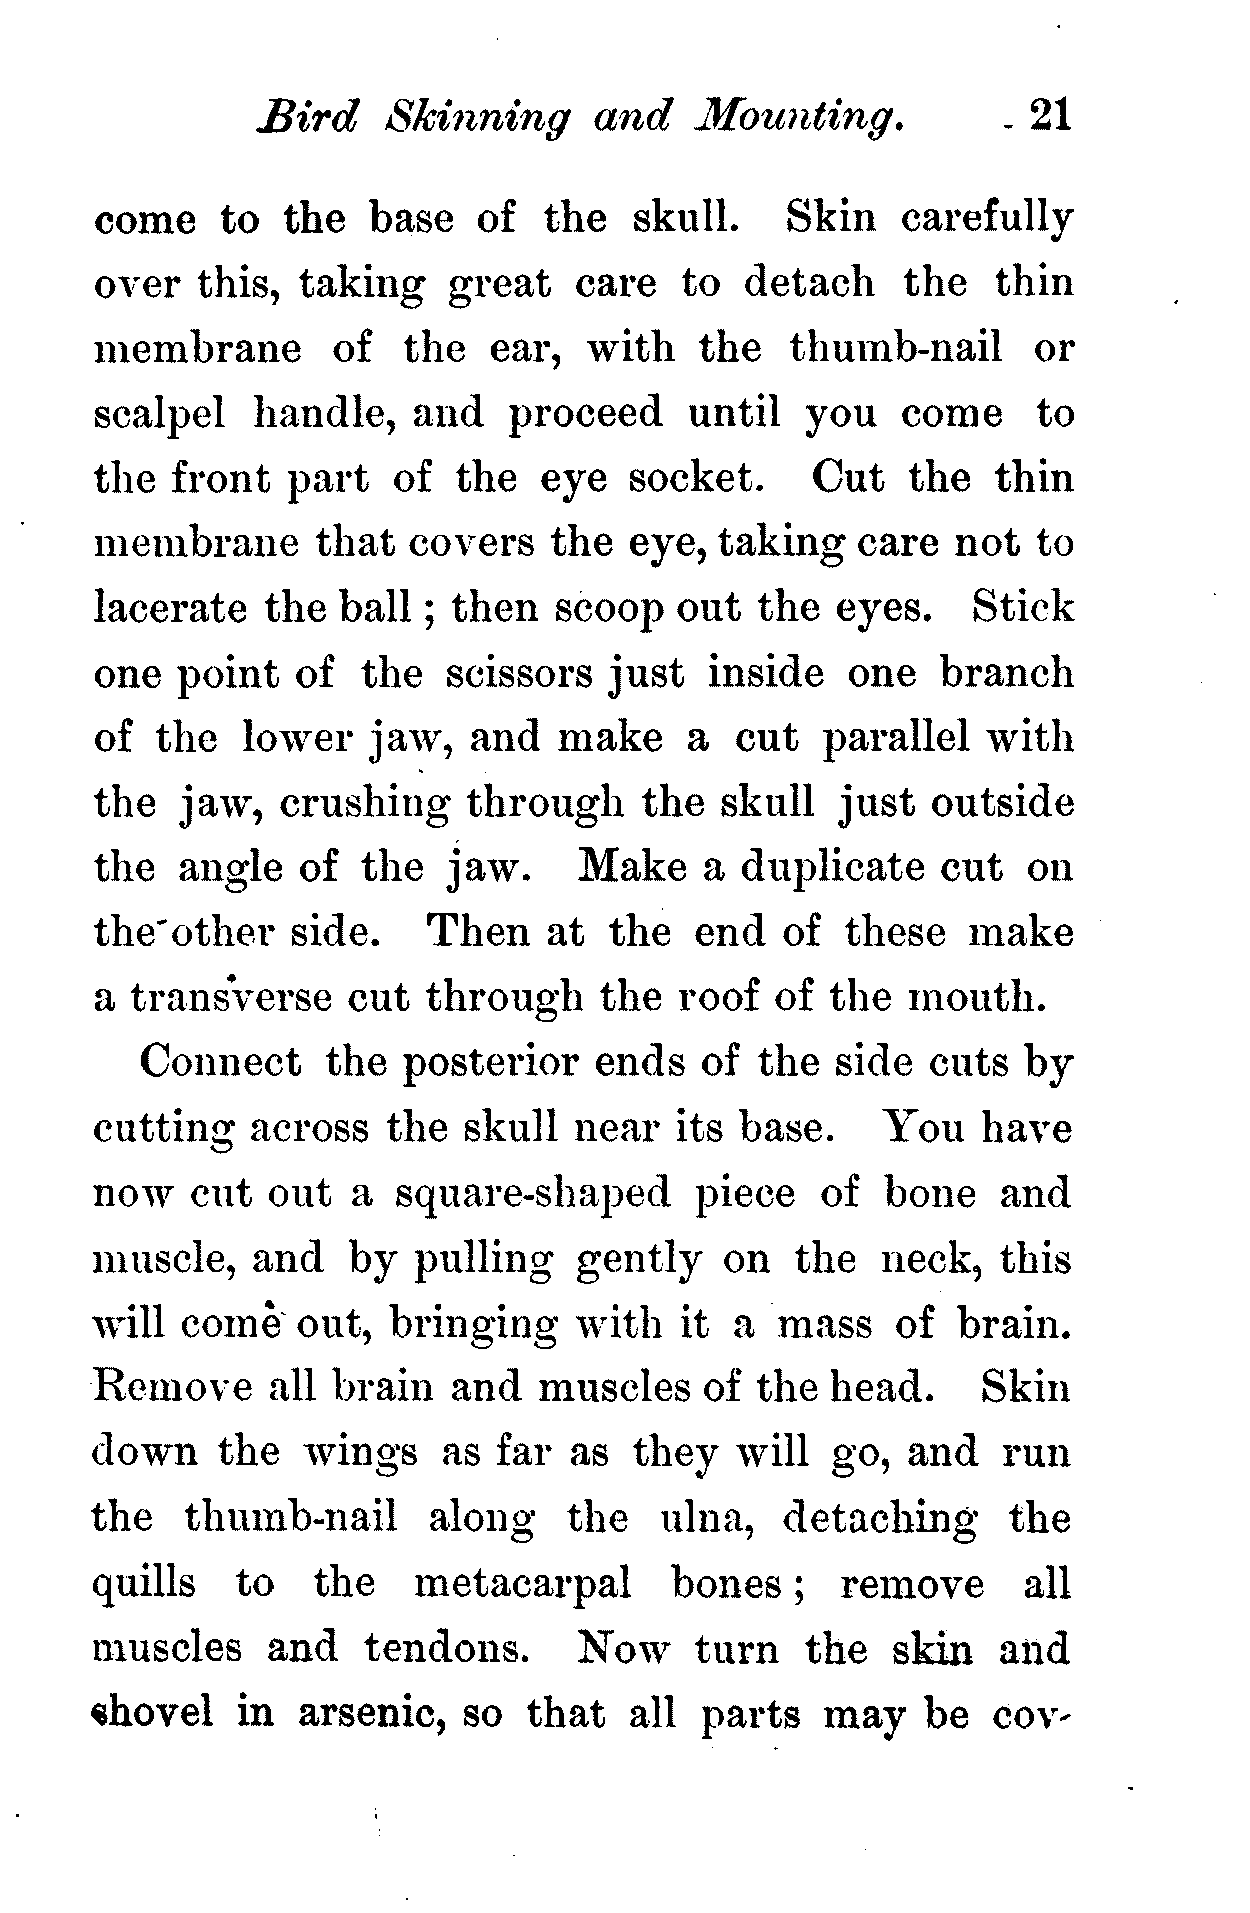 Bird Skinning and Mounting. 21
come to the base of the skull. Skin carefully
over this, taking great care to detach the thin
membrane of the ear, with the thumb-nail or
scalpel handle, and proceed until you come to
the front part of the eye socket. Cut the thin
membrane that covers the eye, taking care not to
lacerate the ball ; then scoop out the eyes. Stick
one point of the scissors just inside one branch
of the lower jaw, and make a cut parallel with
the jaw, crushing through the skull just outside
the angle of the jaw. Make a duplicate cut on
the other side. Then at the end of these make
a transverse cut through the roof of the mouth.
Connect the posterior ends of the side cuts by
cutting across the skull near its base. You have
now cut out a square-shaped piece of bone and
muscle, and by pulling gently on the neck, this
will come out, bringing with it a mass of brain.
Remove all brain and muscles of the head. Skin
down the wings as far as they will go, and run
the thumb-nail along the ulna, detaching the
quills to the metacarpal bones ; remove all
muscles and tendons. Now turn the skin and
shovel in arsenic, so that all parts may be cov-